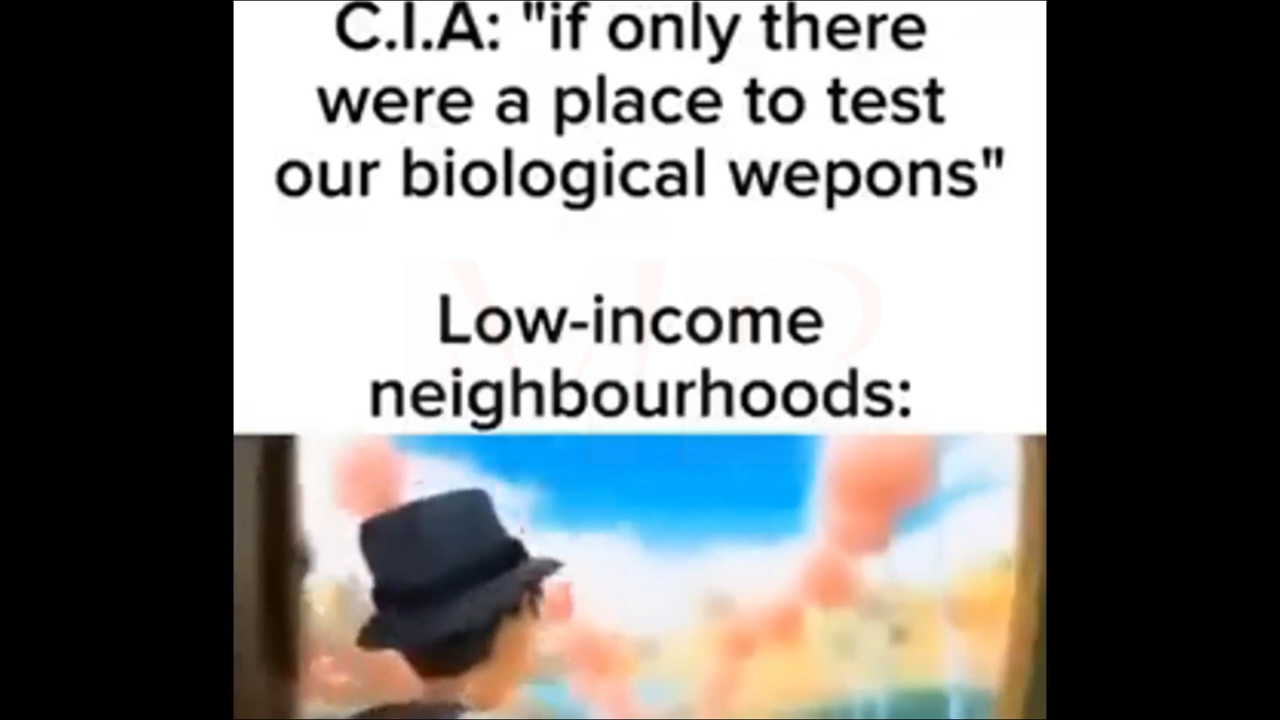 C.I.A: "if only there
were a place to test
our biological wepons"
Low-income
neighbourhoods: